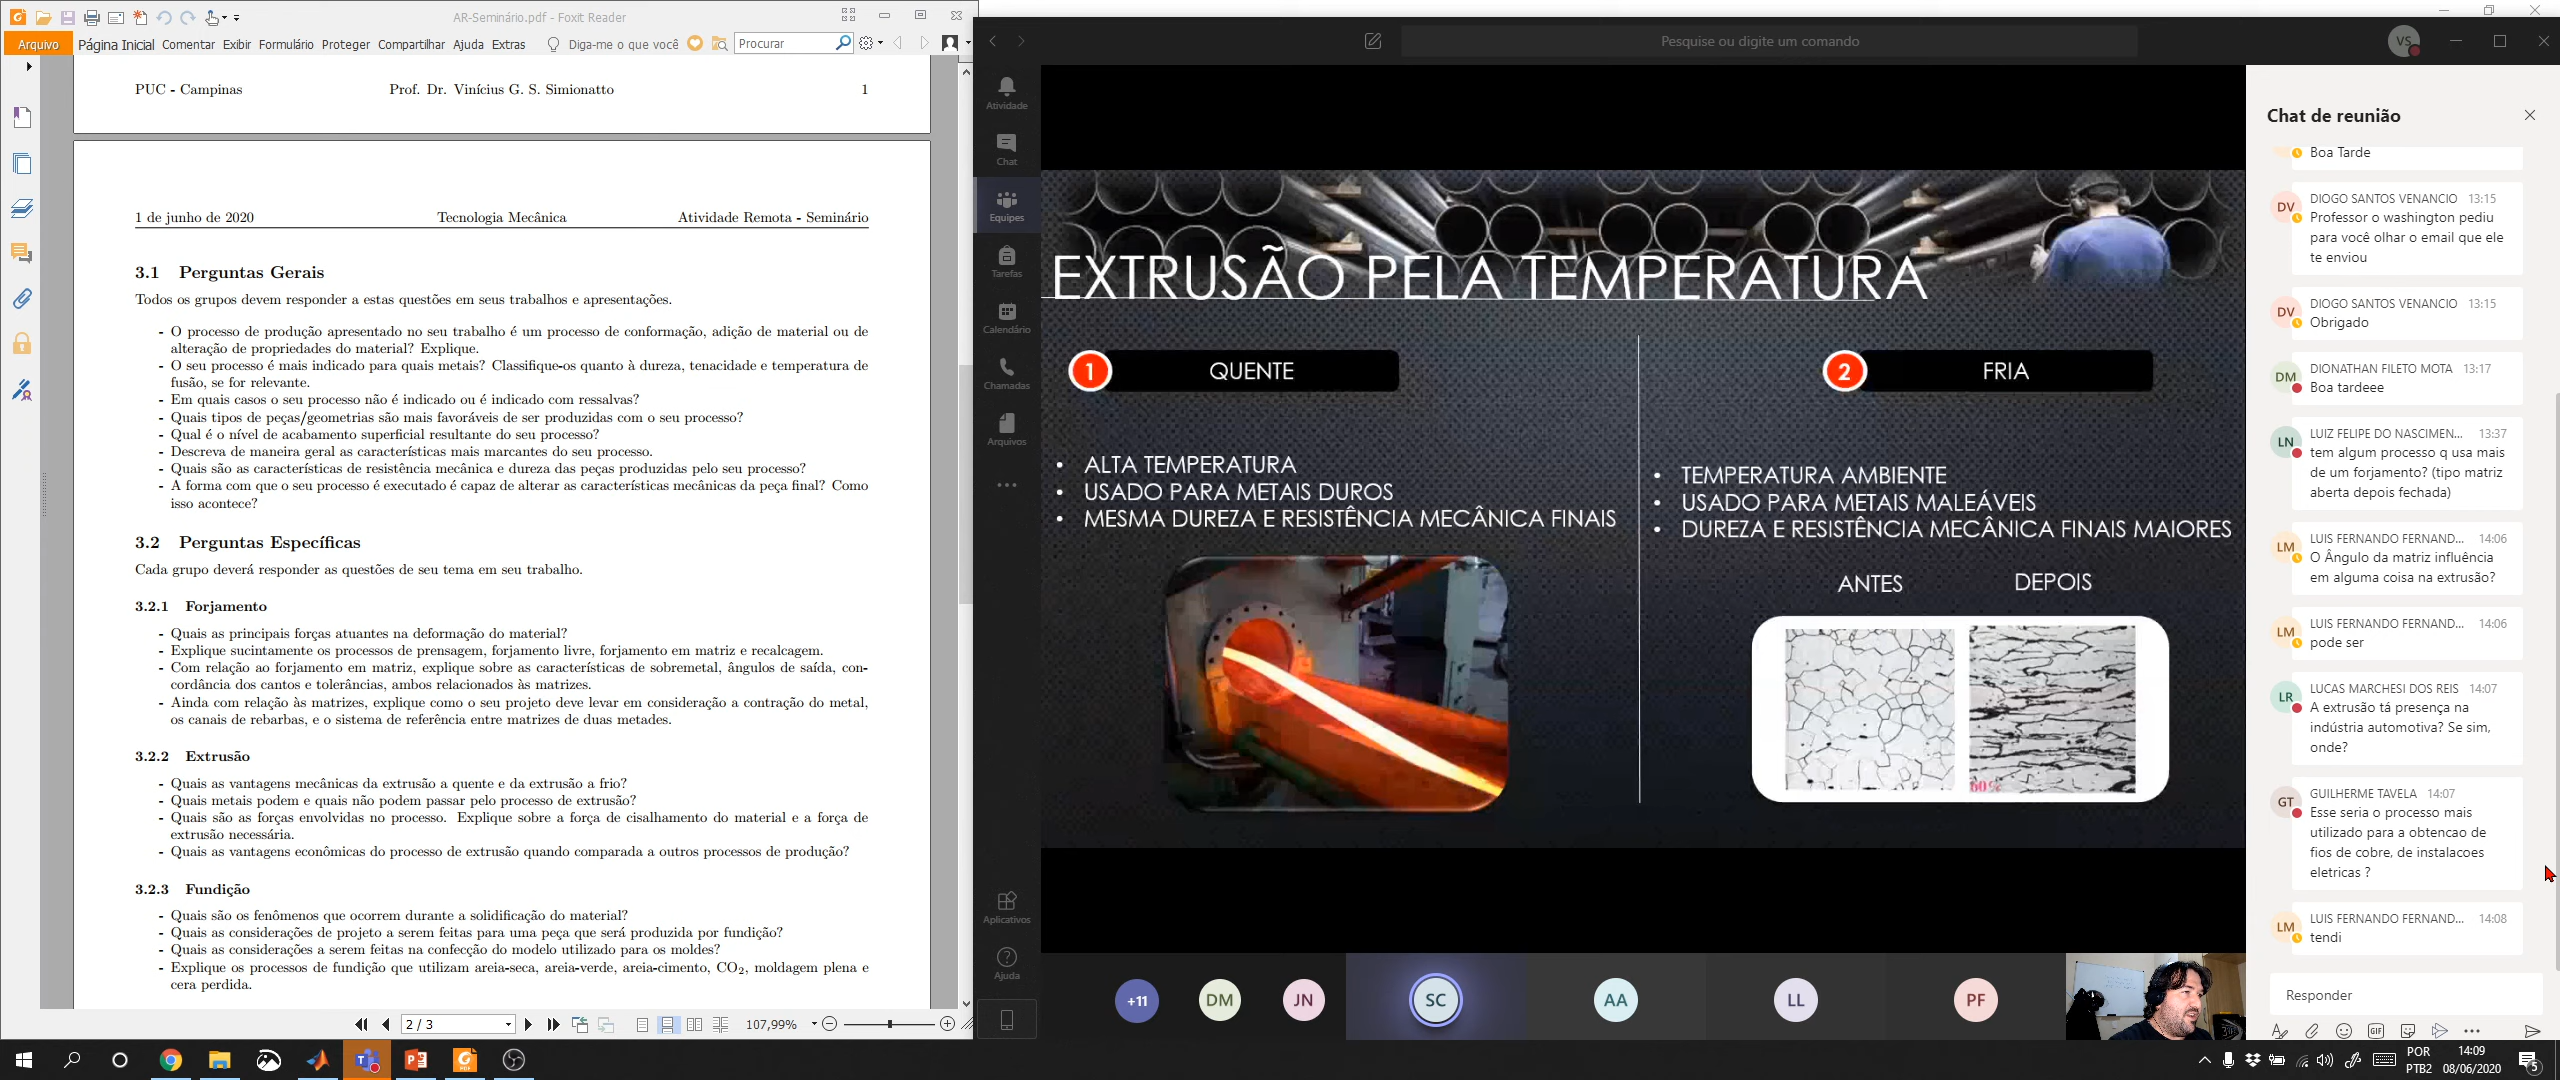 AR-Seminário.pdf - Foxit Reader
Arquivo Página Inicial Comentar Exibir Formulário Proteger Compartilhar Ajuda Extras Diga-me o que você Procurar
PUC - Campinas Prof. Dr. Vinícius G. S. Simionatto 1
1 de junho de 2020 Tecnologia Mecânica Atividade Remota - Seminário
3.1 Perguntas Gerais
Todos os grupos devem responder a estas questões em seus trabalhos e apresentações.
- O processo de produção apresentado no seu trabalho é um processo de conformação, adição de material ou de
alteração de propriedades do material? Explique.
- O seu processo é mais indicado para quais metais? Classifique-os quanto à dureza, tenacidade e temperatura de
fusão, se for relevante.
- Em quais casos o seu processo não é indicado ou é indicado com ressalvas?
- Quais tipos de peças/geometrias são mais favoráveis de ser produzidas com o seu processo?
- Qual é o nível de acabamento superficial resultante do seu processo?
- Descreva de maneira geral as características mais marcantes do seu processo.
- Quais são as características de resistência mecânica e dureza das peças produzidas pelo seu processo?
- A forma com que o seu processo é executado é capaz de alterar as características mecânicas da peça final? Como
isso acontece?
3.2 Perguntas Específicas
Cada grupo deverá responder as questões de seu tema em seu trabalho.
3.2.1 Forjamento
- Quais as principais forças atuantes na deformação do material?
- Explique sucintamente os processos de prensagem, forjamento livre, forjamento em matriz e recalcagem.
- Com relação ao forjamento em matriz, explique sobre as características de sobremetal, ângulos de saída, con-
cordância dos cantos e tolerâncias, ambos relacionados às matrizes.
- Ainda com relação às matrizes, explique como o seu projeto deve levar em consideração a contração do metal,
os canais de rebarbas, e o sistema de referência entre matrizes de duas metades.
3.2.2 Extrusão
- Quais as vantagens mecânicas da extrusão a quente e da extrusão a frio?
- Quais metais podem e quais não podem passar pelo processo de extrusão?
- Quais são as forças envolvidas no processo. Explique sobre a força de cisalhamento do material e a força de
extrusão necessária.
- Quais as vantagens econômicas do processo de extrusão quando comparada a outros processos de produção?
3.2.3 Fundição
- Quais são os fenômenos que ocorrem durante a solidificação do material?
- Quais as considerações de projeto a serem feitas para uma peça que será produzida por fundição?
- Quais as considerações a serem feitas na confecção do modelo utilizado para os moldes?
- Explique os processos de fundição que utilizam areia-seca, areia-verde, areia-cimento, CO₂, moldagem plena e
cera perdida.
2 / 3 107,99%
Pesquise ou digite um comando
VS
Atividade
Chat
Equipes
Tarefas
Calendário
Chamadas
Arquivos
Aplicativos
Ajuda
EXTRUSÃO PELA TEMPERATURA
1 QUENTE
• ALTA TEMPERATURA
• USADO PARA METAIS DUROS
• MESMA DUREZA E RESISTÊNCIA MECÂNICA FINAIS
2 FRIA
• TEMPERATURA AMBIENTE
• USADO PARA METAIS MALEÁVEIS
• DUREZA E RESISTÊNCIA MECÂNICA FINAIS MAIORES
ANTES DEPOIS
60%
+11 DM JN SC AA LL PF
Chat de reunião
Boa Tarde
DV DIOGO SANTOS VENANCIO 13:15
Professor o washington pediu
para você olhar o email que ele
te enviou
DV DIOGO SANTOS VENANCIO 13:15
Obrigado
DM DIONATHAN FILETO MOTA 13:17
Boa tardeee
LN LUIZ FELIPE DO NASCIMEN... 13:37
tem algum processo q usa mais
de um forjamento? (tipo matriz
aberta depois fechada)
LM LUIS FERNANDO FERNAND... 14:06
O Ângulo da matriz influência
em alguma coisa na extrusão?
LM LUIS FERNANDO FERNAND... 14:06
pode ser
LR LUCAS MARCHESI DOS REIS 14:07
A extrusão tá presença na
indústria automotiva? Se sim,
onde?
GT GUILHERME TAVELA 14:07
Esse seria o processo mais
utilizado para a obtencao de
fios de cobre, de instalacoes
eletricas ?
LM LUIS FERNANDO FERNAND... 14:08
tendi
Responder
GIF
POR 14:09
PTB2 08/06/2020 5